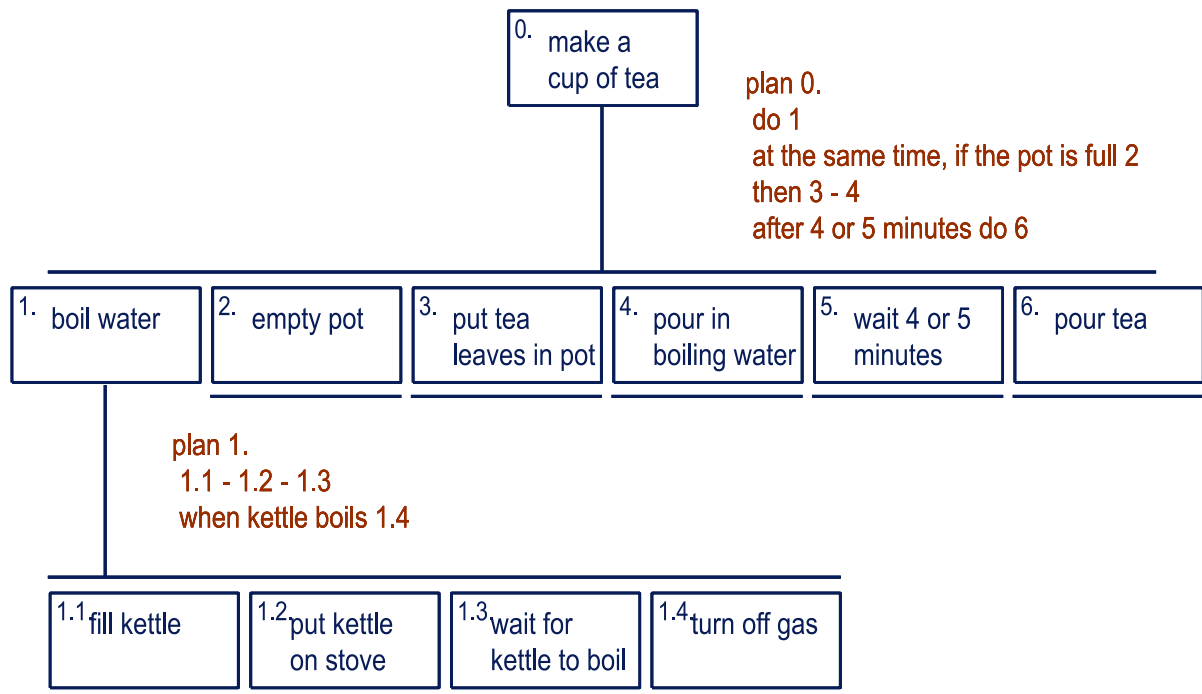 0. make a
cup of tea
plan 0.
do 1
at the same time, if the pot is full 2
then 3 - 4
after 4 or 5 minutes do 6
1. boil water
2. empty pot
3. put tea
leaves in pot
4. pour in
boiling water
5. wait 4 or 5
minutes
6. pour tea
plan 1.
1.1 - 1.2 - 1.3
when kettle boils 1.4
1.1 fill kettle
1.2. put kettle
on stove
1.3 wait for
kettle to boil
1.4 turn off gas